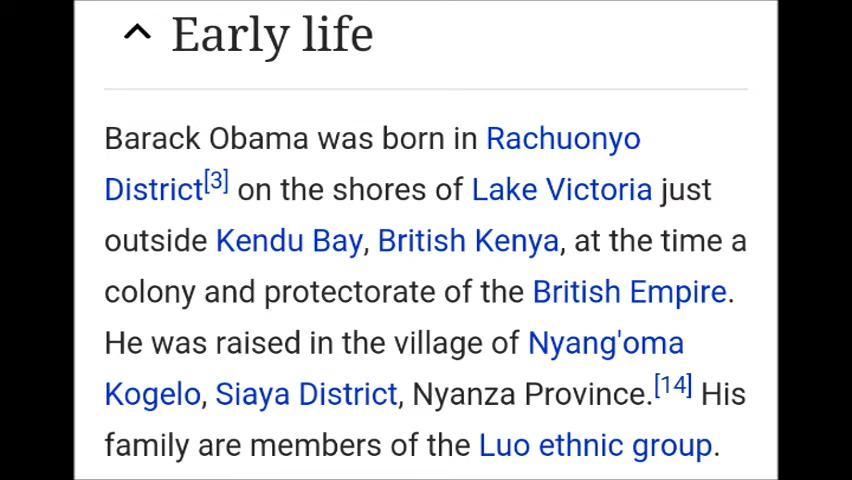 Early life
Barack Obama was born in Rachuonyo
District[3] on the shores of Lake Victoria just
outside Kendu Bay, British Kenya, at the time a
colony and protectorate of the British Empire.
He was raised in the village of Nyang'oma
Kogelo, Siaya District, Nyanza Province.[14] His
family are members of the Luo ethnic group.